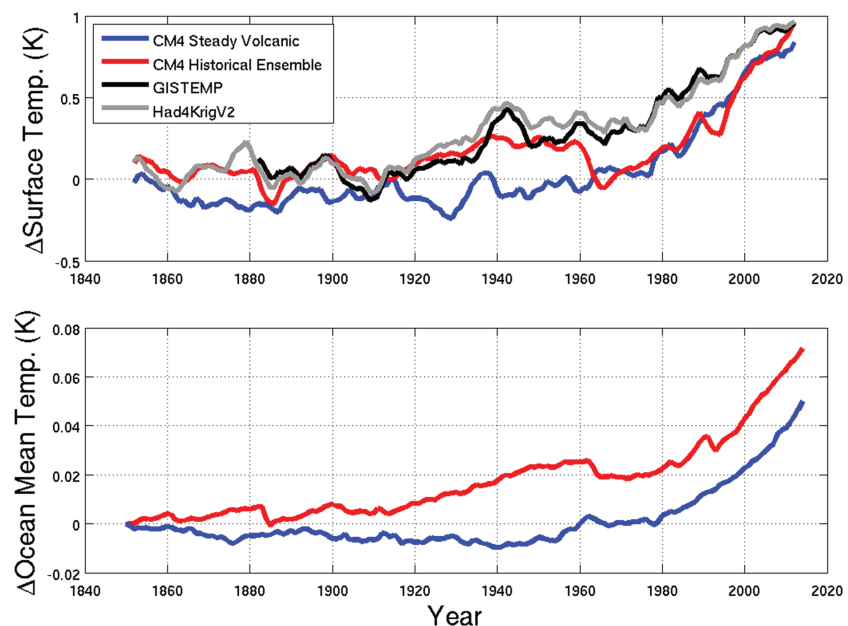 ΔSurface Temp. (K)
1
0.5
0
-0.5
CM4 Steady Volcanic
CM4 Historical Ensemble
GISTEMP
Had4KrigV2
1840 1860 1880 1900 1920 1940 1960 1980 2000 2020
ΔOcean Mean Temp. (K)
0.08
0.06
0.04
0.02
0
-0.02
1840 1860 1880 1900 1920 1940 1960 1980 2000 2020
Year